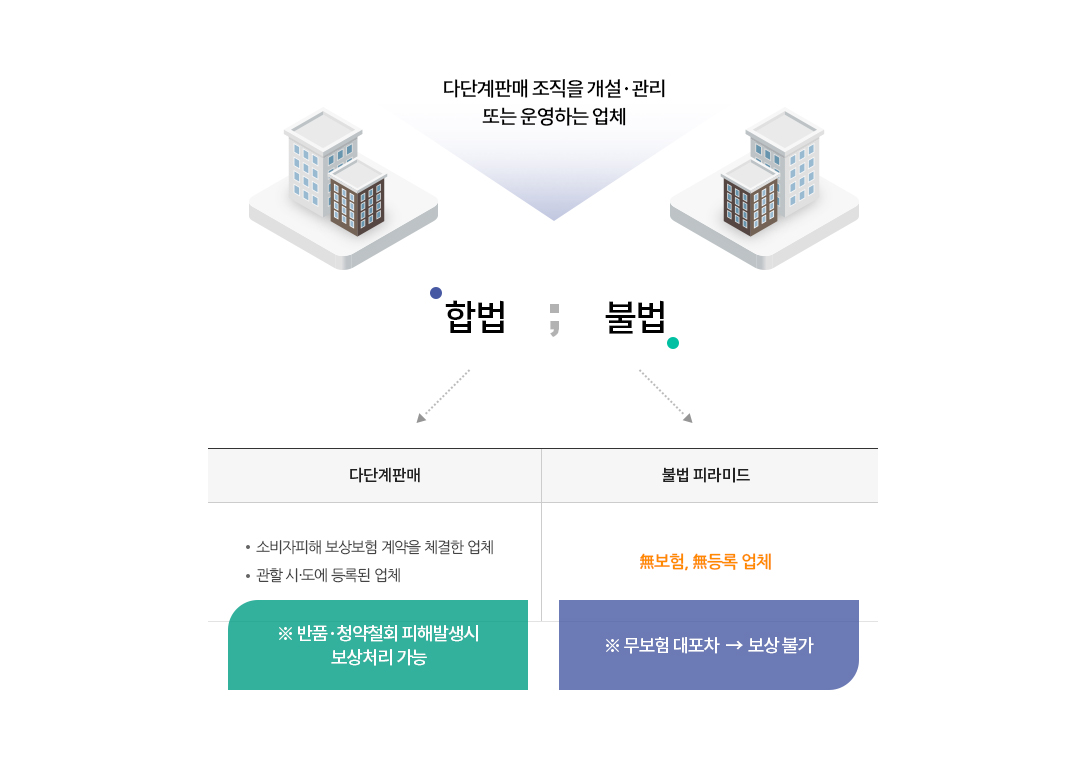 다단계판매 조직을 개설·관리
또는 운영하는 업체
합법 ; 불법
다단계판매
불법 피라미드
• 소비자피해 보상보험 계약을 체결한 업체
• 관할 시·도에 등록된 업체
無보험, 無등록 업체
※ 반품·청약철회 피해발생시
보상처리 가능
※ 무보험 대포차 → 보상 불가